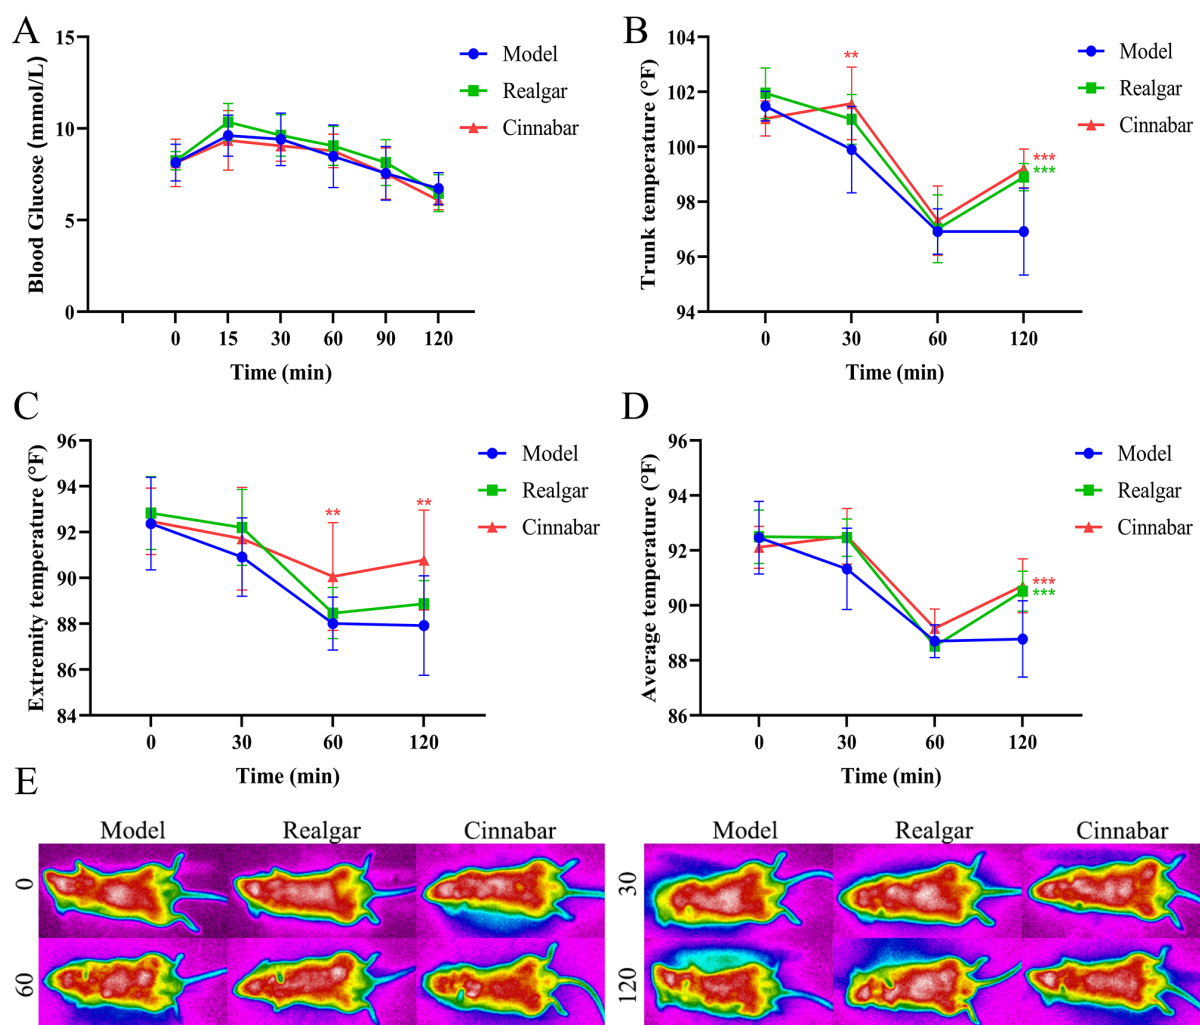 A
Blood Glucose (mmol/L)
15
10
5
0
0 15 30 60 90 120
Time (min)
Model
Realgar
Cinnabar
B
Trunk temperature (°F)
104
102
100
98
96
94
0 30 60 120
Time (min)
**
***
***
Model
Realgar
Cinnabar
C
Extremity temperature (°F)
96
94
92
90
88
86
84
0 30 60 120
Time (min)
**
**
Model
Realgar
Cinnabar
D
Average temperature (°F)
96
94
92
90
88
86
0 30 60 120
Time (min)
***
***
Model
Realgar
Cinnabar
E
Model Realgar Cinnabar
0
60
Model Realgar Cinnabar
30
120